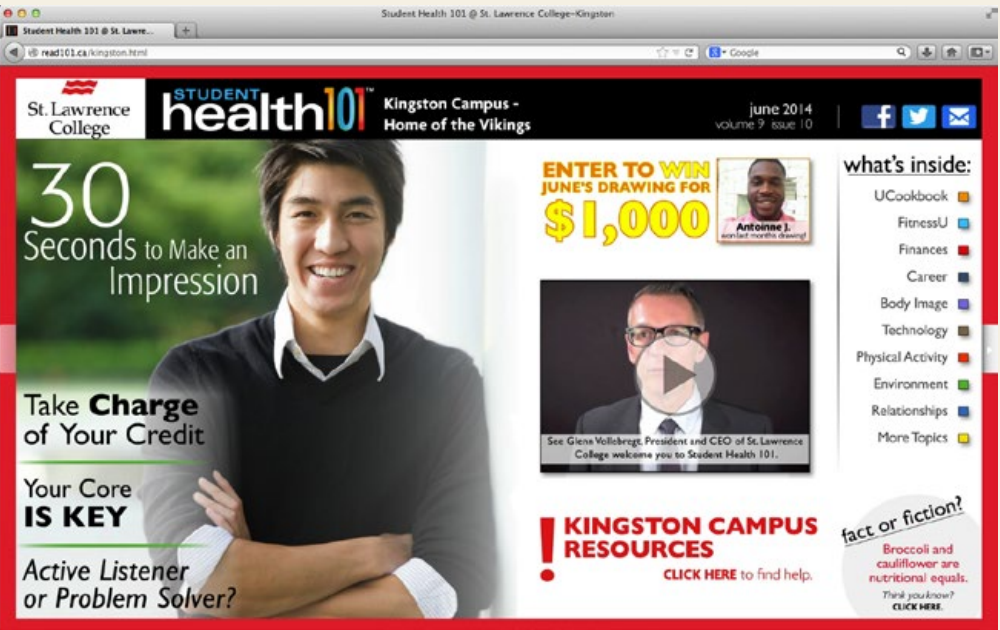 Student Health 101 @ St. Lawrence College–Kingston
Student Health 101 @ St. Lawre...
read101.ca/kingston.html
Google
St. Lawrence
College
STUDENT
health101™
Kingston Campus -
Home of the Vikings
june 2014
volume 9 issue 10
30
Seconds to Make an
Impression
Take Charge
of Your Credit
Your Core
IS KEY
Active Listener
or Problem Solver?
ENTER TO WIN
JUNE'S DRAWING FOR
$1,000
Antoinne J.
won last months drawing!
See Glenn Vollebregt, President and CEO of St. Lawrence
College welcome you to Student Health 101.
! KINGSTON CAMPUS
RESOURCES
CLICK HERE to find help.
what's inside:
UCookbook
FitnessU
Finances
Career
Body Image
Technology
Physical Activity
Environment
Relationships
More Topics
fact or fiction?
Broccoli and
cauliflower are
nutritional equals.
Think you know?
CLICK HERE.